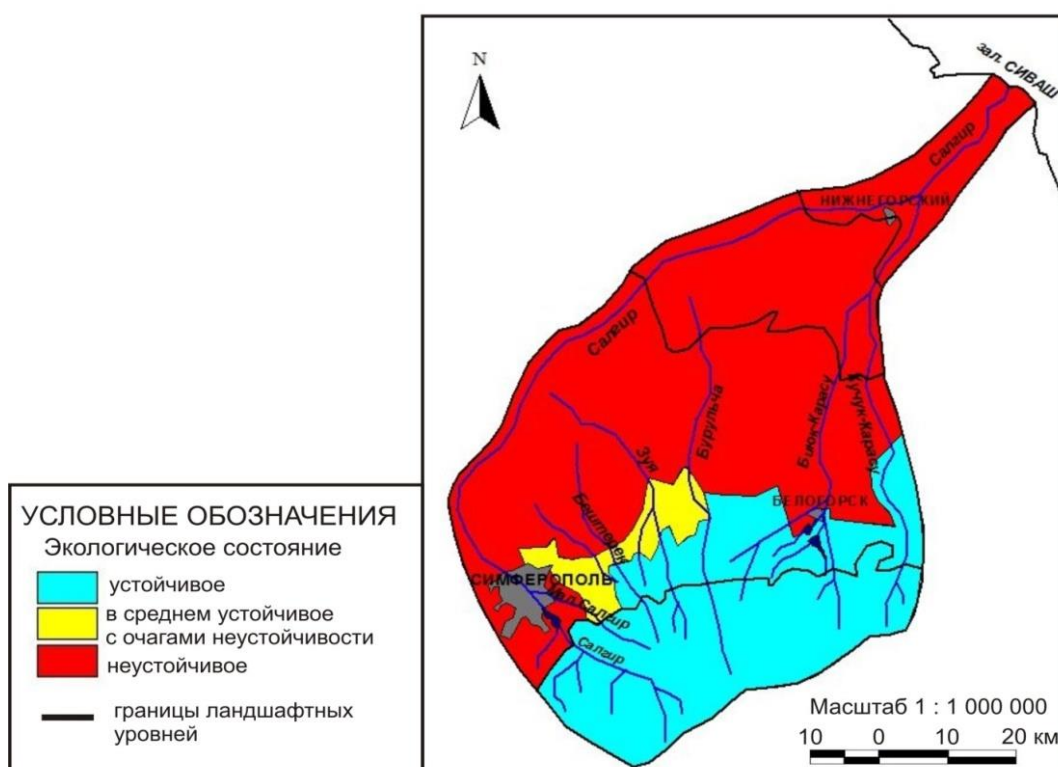 N
зал. СИВАШ
Салгир
НИЖНЕГОРСКИЙ
Салгир
Бурульча
Биюк-Карасу
Кучук-Карасу
Зуя
Бештерек
БЕЛОГОРСК
СИМФЕРОПОЛЬ
Мал.Салгир
Салгир
УСЛОВНЫЕ ОБОЗНАЧЕНИЯ
Экологическое состояние
устойчивое
в среднем устойчивое
с очагами неустойчивости
неустойчивое
границы ландшафтных
уровней
Масштаб 1 : 1 000 000
10 0 10 20 км